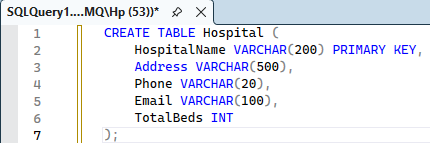 SQLQuery1....MQ\Hp (53))*
1 CREATE TABLE Hospital (
2 HospitalName VARCHAR(200) PRIMARY KEY,
3 Address VARCHAR(500),
4 Phone VARCHAR(20),
5 Email VARCHAR(100),
6 TotalBeds INT
7 );